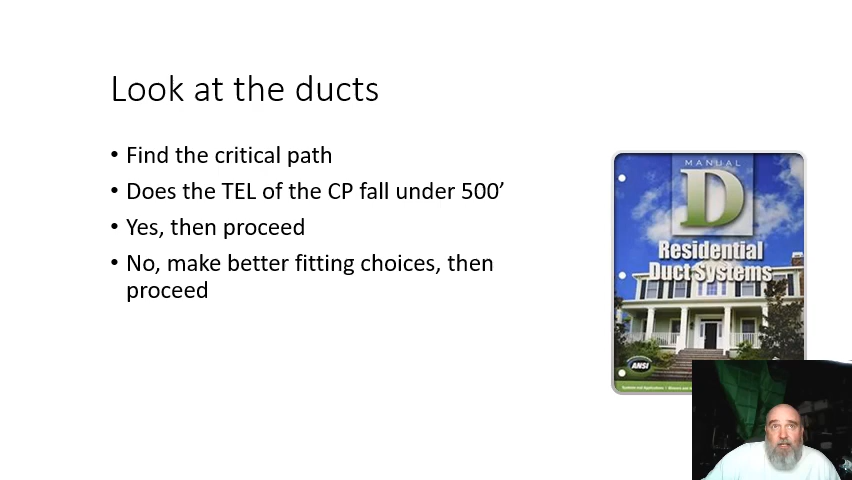 Look at the ducts
• Find the critical path
• Does the TEL of the CP fall under 500’
• Yes, then proceed
• No, make better fitting choices, then
proceed
MANUAL
D
Residential
Duct Systems
ANSI